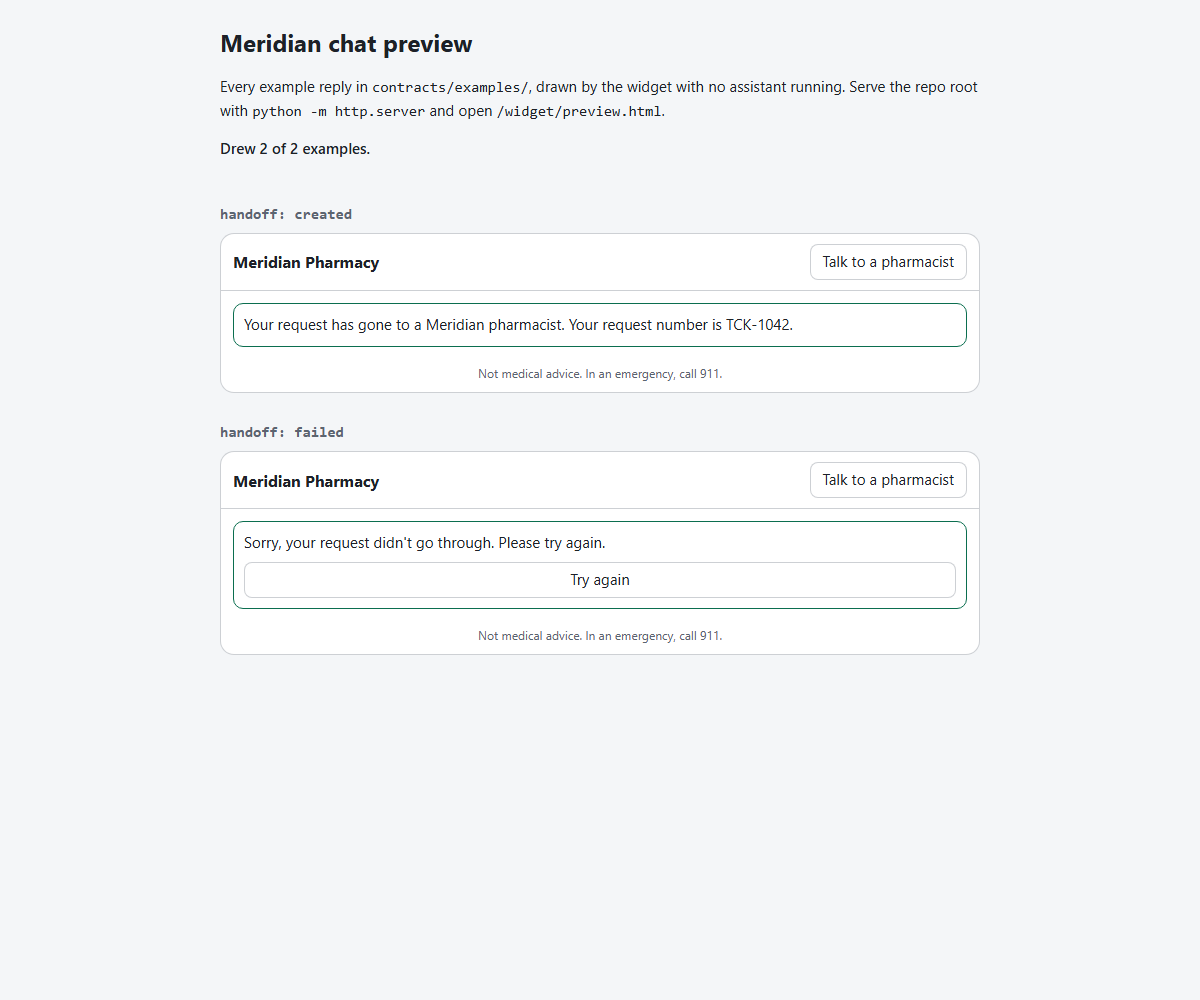 Meridian chat preview
Every example reply in contracts/examples/, drawn by the widget with no assistant running. Serve the repo root
with python -m http.server and open /widget/preview.html.
Drew 2 of 2 examples.
handoff: created
Meridian Pharmacy
Talk to a pharmacist
Your request has gone to a Meridian pharmacist. Your request number is TCK-1042.
Not medical advice. In an emergency, call 911.
handoff: failed
Meridian Pharmacy
Talk to a pharmacist
Sorry, your request didn't go through. Please try again.
Try again
Not medical advice. In an emergency, call 911.